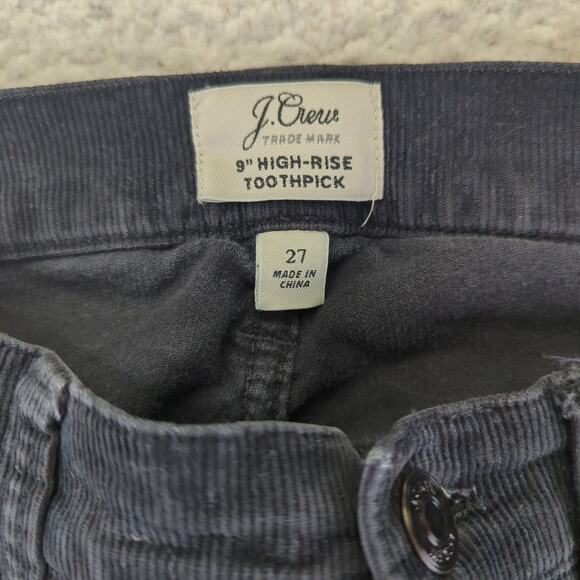 J.Crew
TRADE MARK
9" HIGH-RISE
TOOTHPICK
27
MADE IN
CHINA